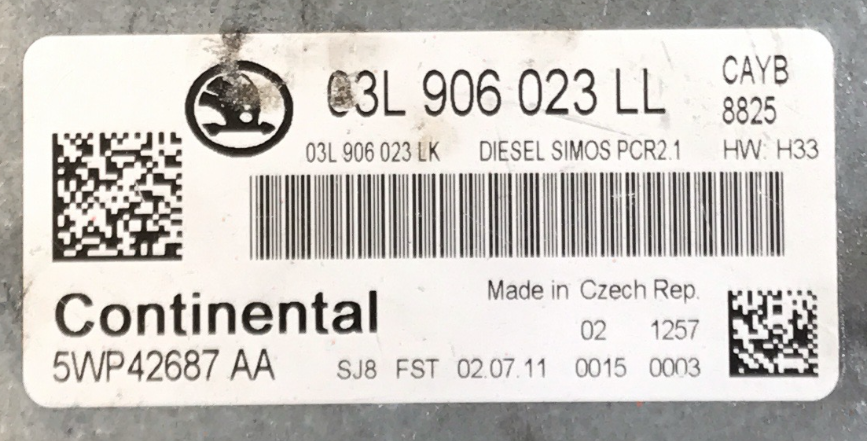 03L 906 023 LL
CAYB
8825
03L 906 023 LK DIESEL SIMOS PCR2.1 HW: H33
Made in Czech Rep.
Continental
02 1257
5WP42687 AA
SJ8 FST 02.07.11 0015 0003